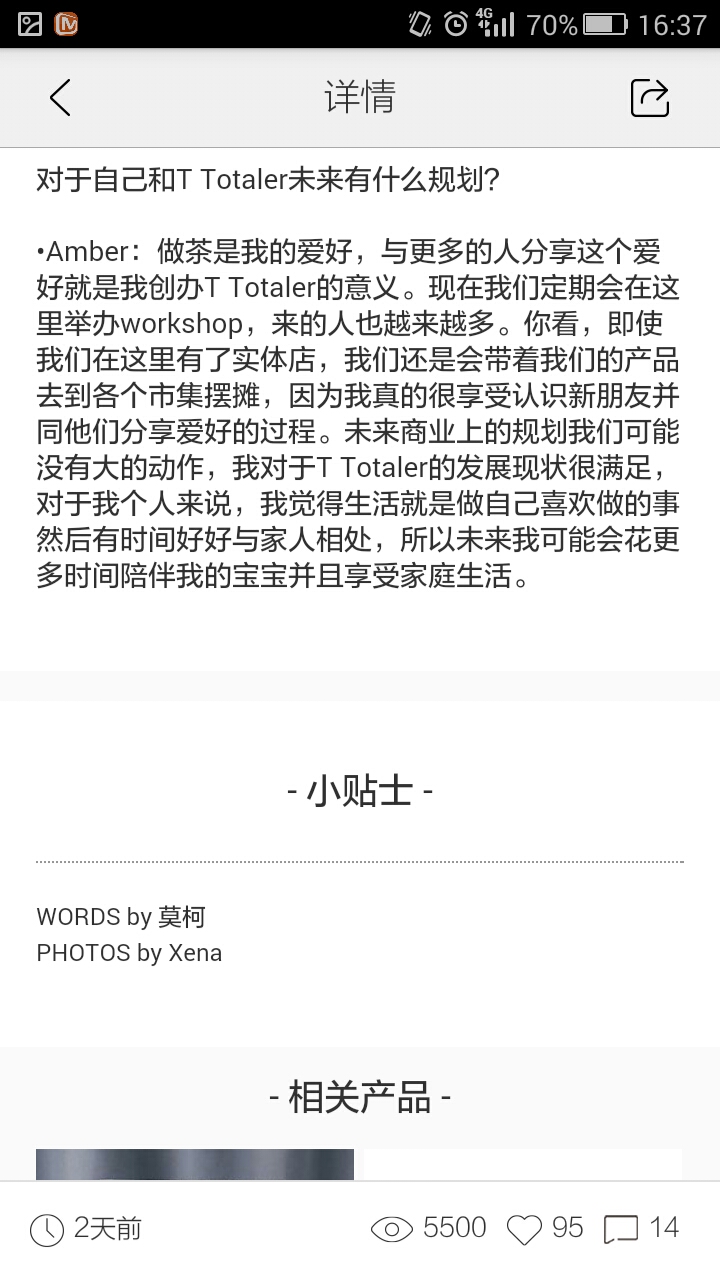 4G 70% 16:37
详情
对于自己和T Totaler未来有什么规划？
•Amber：做茶是我的爱好，与更多的人分享这个爱
好就是我创办T Totaler的意义。现在我们定期会在这
里举办workshop，来的人也越来越多。你看，即使
我们在这里有了实体店，我们还是会带着我们的产品
去到各个市集摆摊，因为我真的很享受认识新朋友并
同他们分享爱好的过程。未来商业上的规划我们可能
没有大的动作，我对于T Totaler的发展现状很满足，
对于我个人来说，我觉得生活就是做自己喜欢做的事
然后有时间好好与家人相处，所以未来我可能会花更
多时间陪伴我的宝宝并且享受家庭生活。
- 小贴士 -
WORDS by 莫柯
PHOTOS by Xena
- 相关产品 -
2天前 5500 95 14